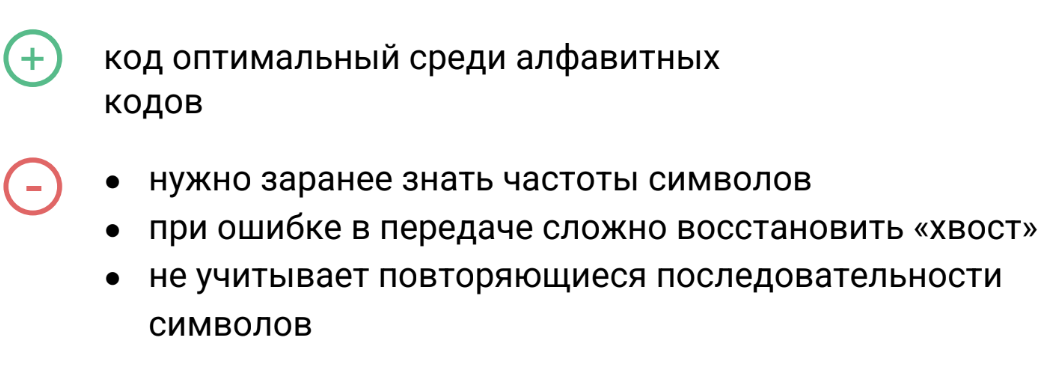 + код оптимальный среди алфавитных
кодов
- • нужно заранее знать частоты символов
• при ошибке в передаче сложно восстановить «хвост»
• не учитывает повторяющиеся последовательности
символов